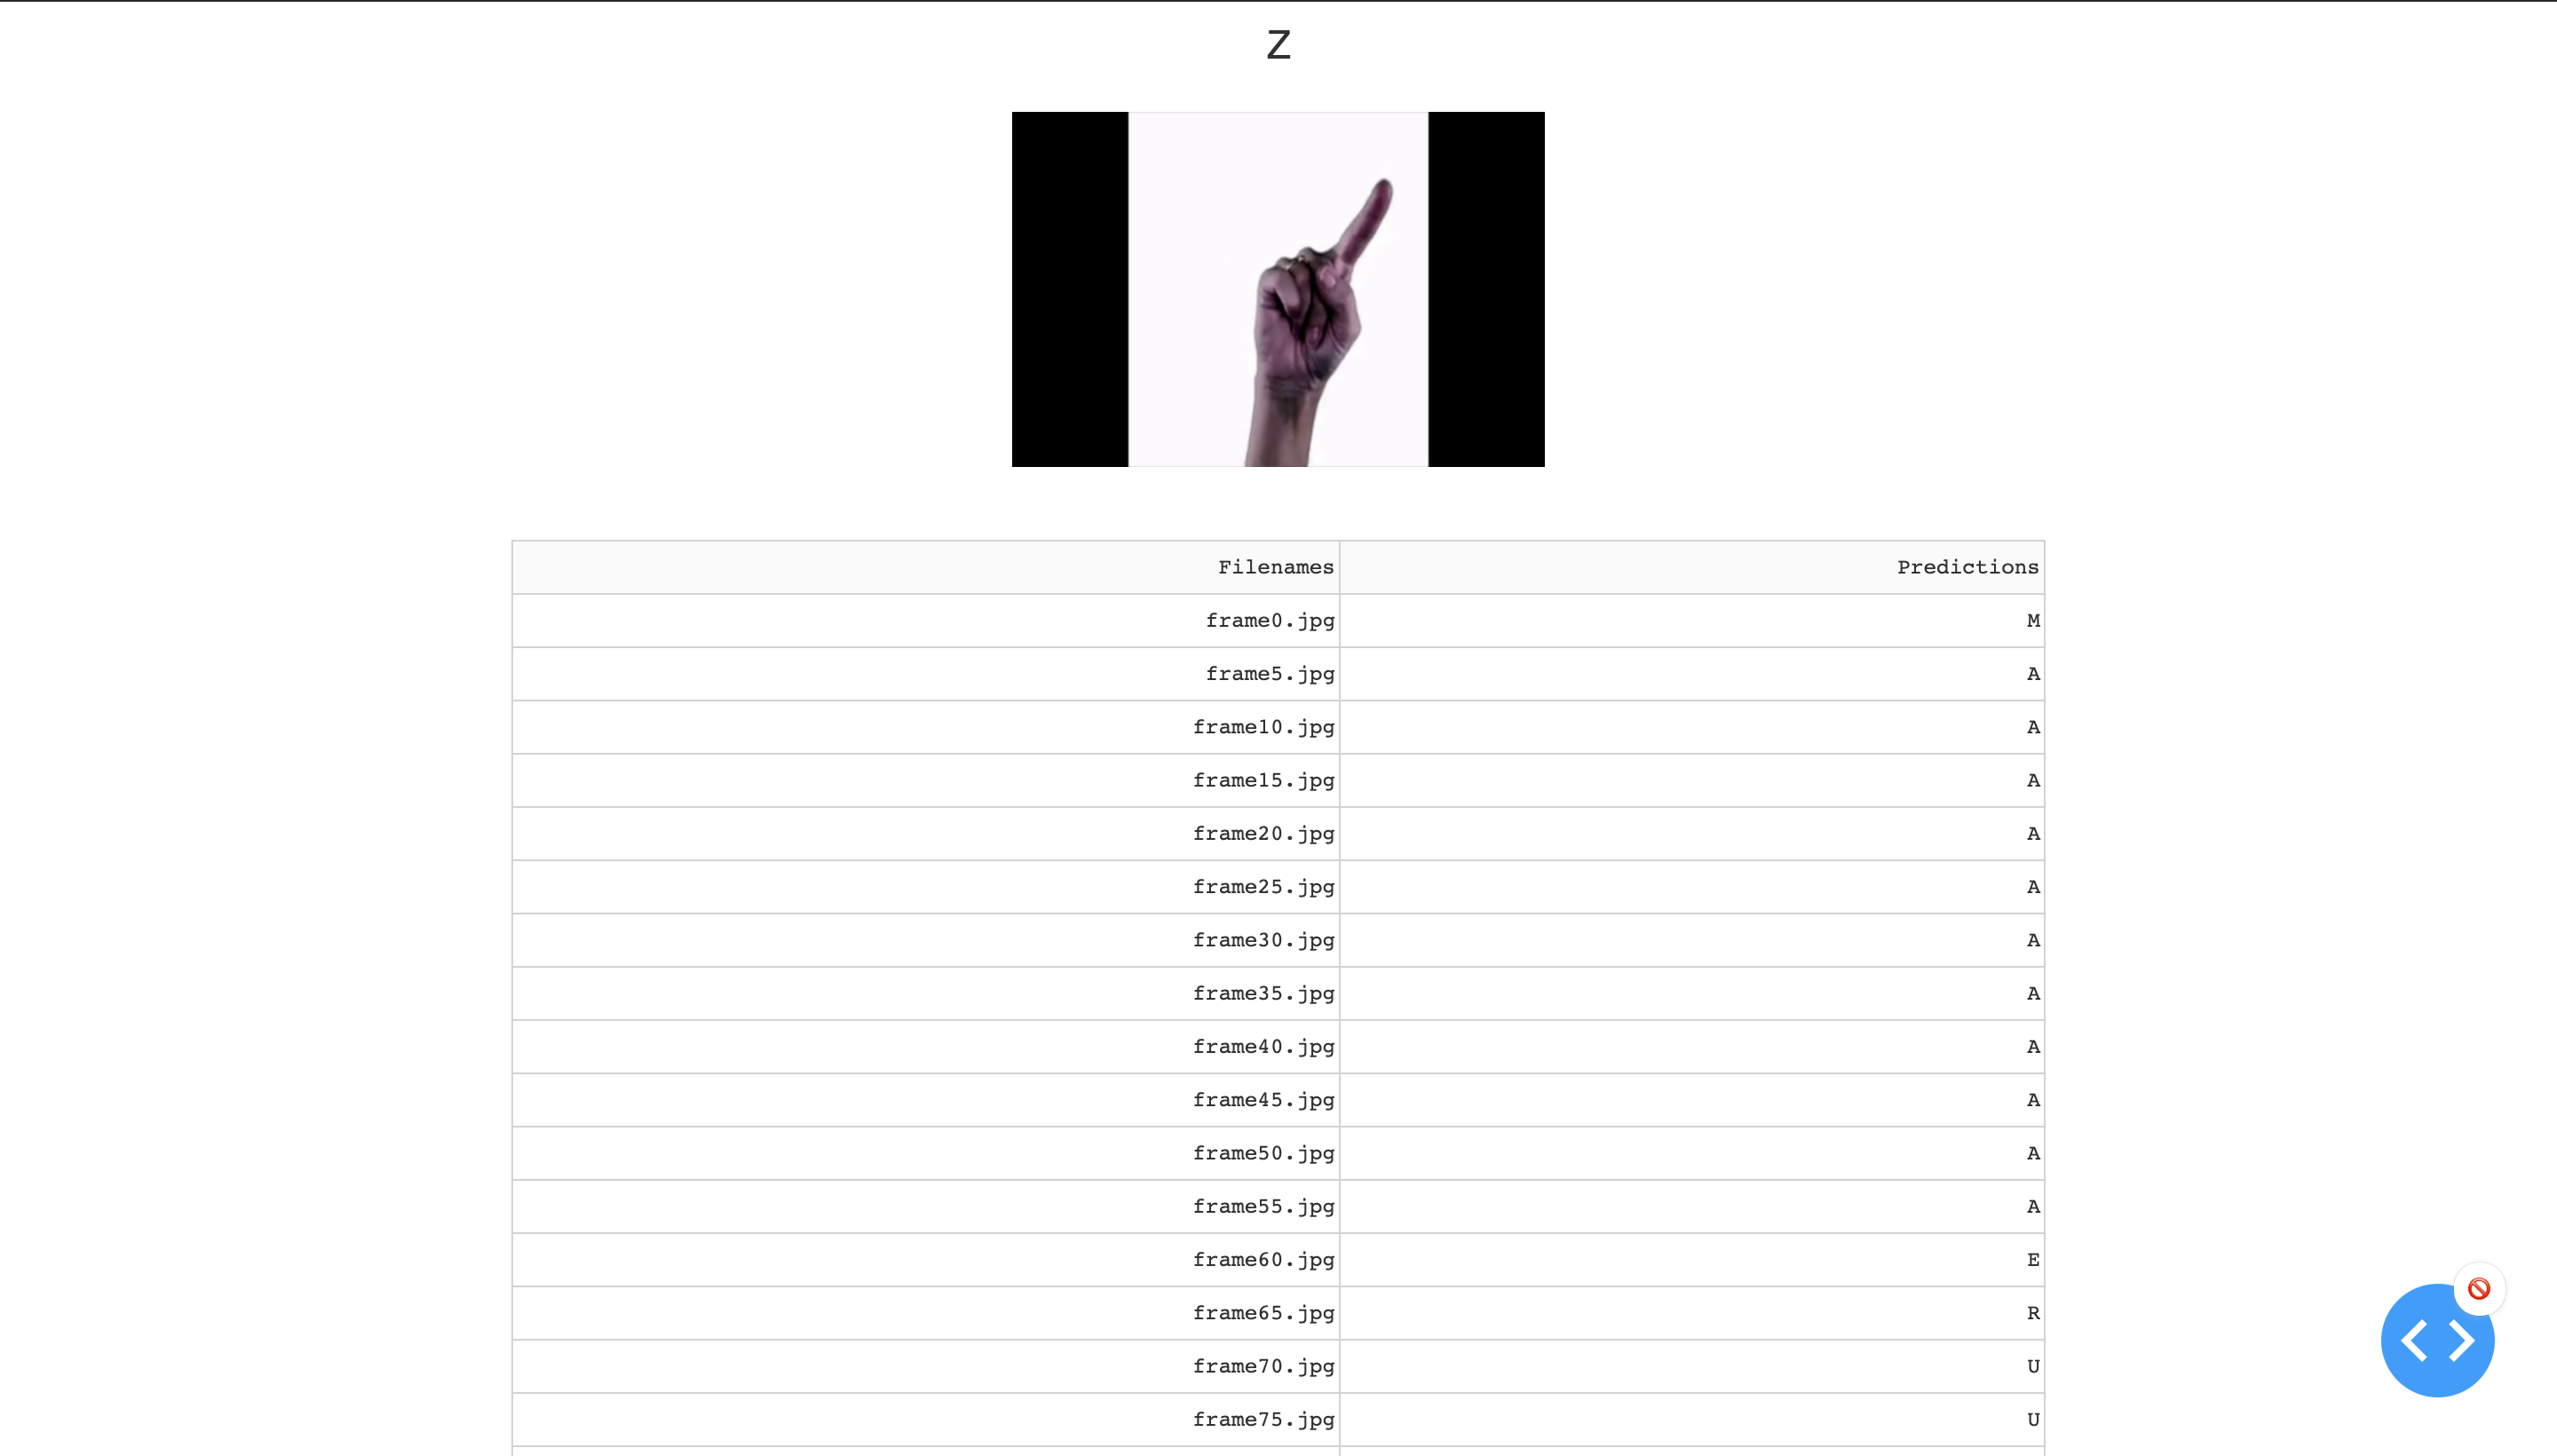 Z
Filenames Predictions
frame0.jpg M
frame5.jpg A
frame10.jpg A
frame15.jpg A
frame20.jpg A
frame25.jpg A
frame30.jpg A
frame35.jpg A
frame40.jpg A
frame45.jpg A
frame50.jpg A
frame55.jpg A
frame60.jpg E
frame65.jpg R
frame70.jpg U
frame75.jpg U